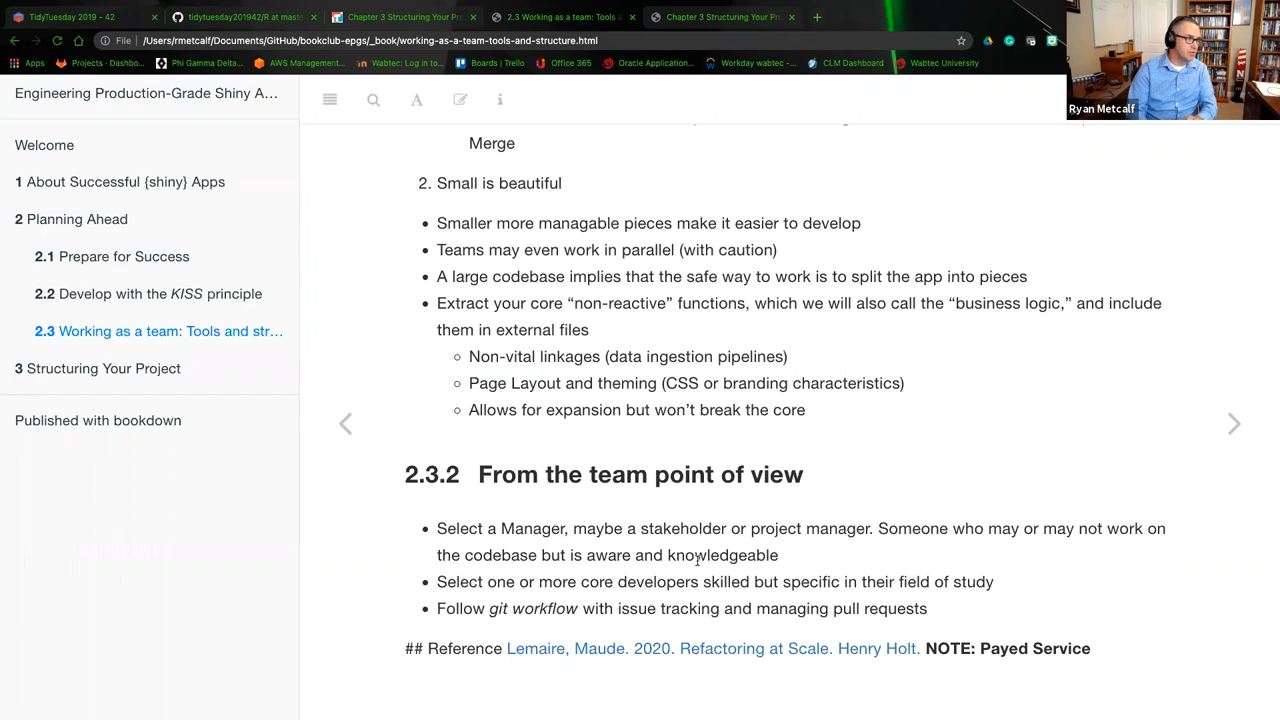 TidyTuesday 2019 - 42
tidytuesday201942/R at maste
Chapter 3 Structuring Your Pro
2.3 Working as a team: Tools a
Chapter 3 Structuring Your Pro
File
/Users/rmetcalf/Documents/GitHub/bookclub-epgs/_book/working-as-a-team-tools-and-structure.html
Apps
Projects · Dashbo...
Phi Gamma Delta...
AWS Management...
Wabtec: Log in to...
Boards | Trello
Office 365
Oracle Application...
Workday wabtec -...
CLM Dashboard
Wabtec University
Ryan Metcalf
Engineering Production-Grade Shiny A...
Welcome
1 About Successful {shiny} Apps
2 Planning Ahead
2.1 Prepare for Success
2.2 Develop with the KISS principle
2.3 Working as a team: Tools and str...
3 Structuring Your Project
Published with bookdown
Merge
2. Small is beautiful
• Smaller more managable pieces make it easier to develop
• Teams may even work in parallel (with caution)
• A large codebase implies that the safe way to work is to split the app into pieces
• Extract your core “non-reactive” functions, which we will also call the “business logic,” and include
them in external files
○ Non-vital linkages (data ingestion pipelines)
○ Page Layout and theming (CSS or branding characteristics)
○ Allows for expansion but won’t break the core
2.3.2 From the team point of view
• Select a Manager, maybe a stakeholder or project manager. Someone who may or may not work on
the codebase but is aware and knowledgeable
• Select one or more core developers skilled but specific in their field of study
• Follow git workflow with issue tracking and managing pull requests
## Reference Lemaire, Maude. 2020. Refactoring at Scale. Henry Holt. NOTE: Payed Service